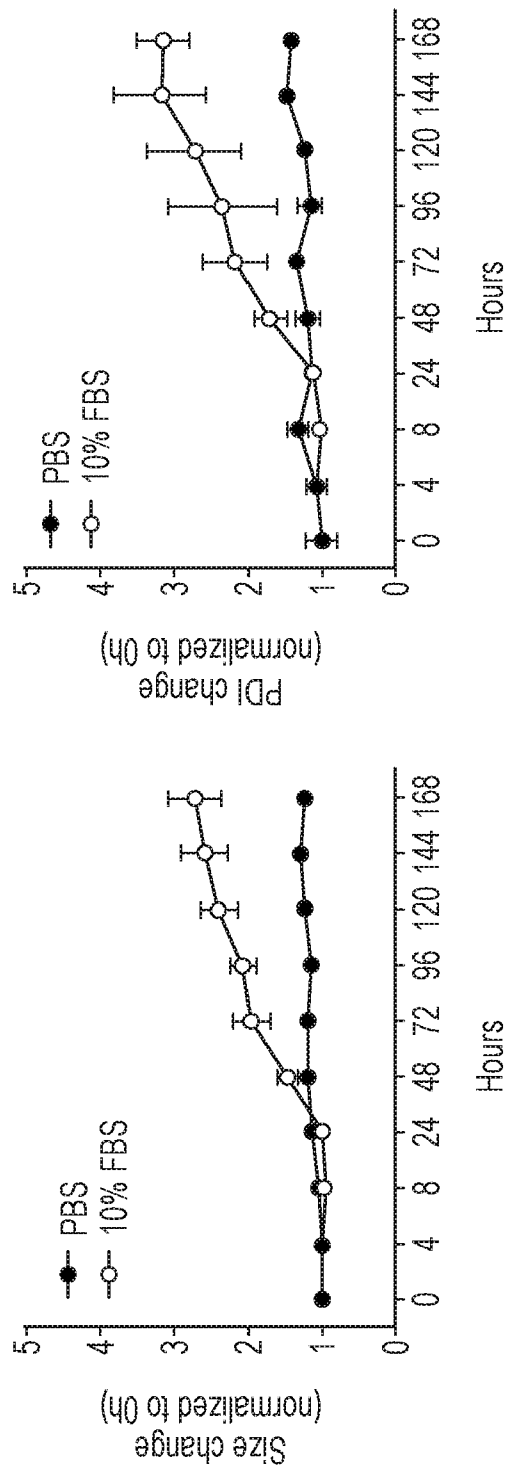 Size change
(normalized to 0h)
5
4
3
2
1
0
PBS
10% FBS
0 4 8 24 48 72 96 120 144 168
Hours
PDI change
(normalized to 0h)
5
4
3
2
1
0
PBS
10% FBS
0 4 8 24 48 72 96 120 144 168
Hours